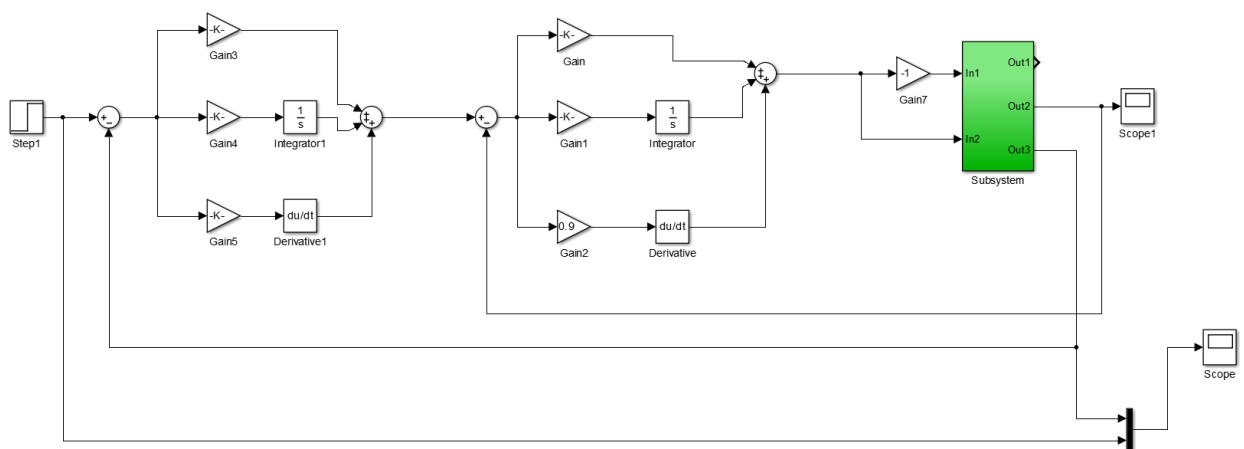 -K-
Gain3
-K-
Gain
Step1
+
−
-K-
Gain4
1
s
Integrator1
‡
+
+
−
-K-
Gain1
1
s
Integrator
‡
+
-1
Gain7
In1
In2
Out1
Out2
Out3
Subsystem
Scope1
-K-
Gain5
du/dt
Derivative1
0.9
Gain2
du/dt
Derivative
Scope